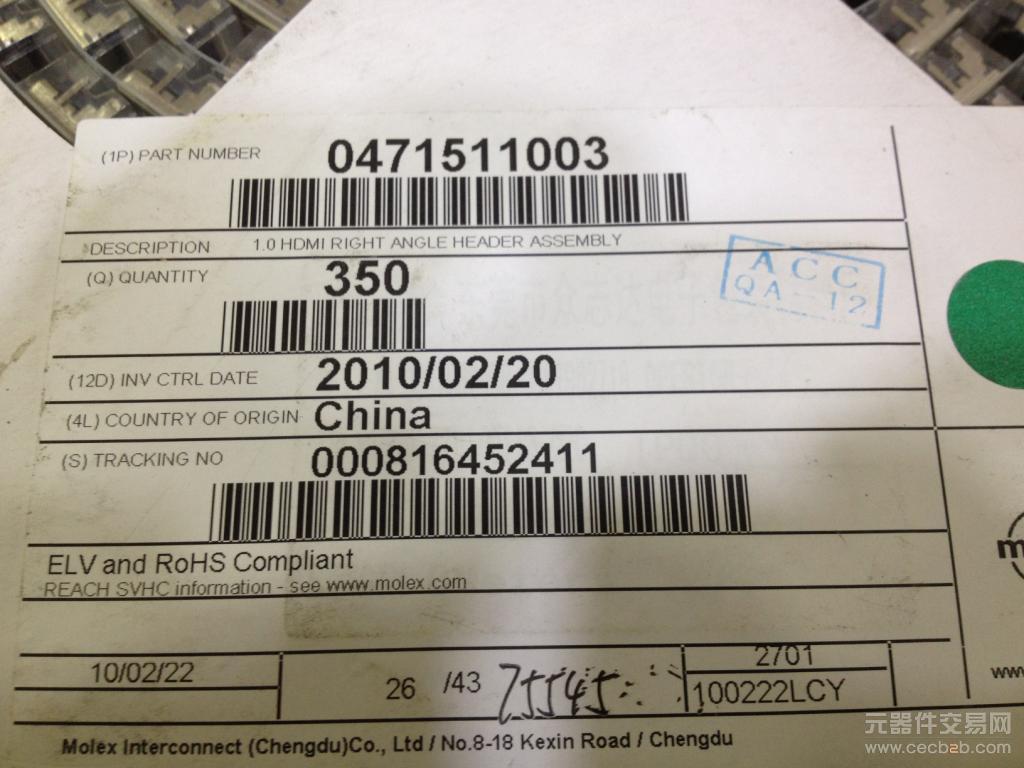 (1P) PART NUMBER 0471511003
DESCRIPTION 1.0 HDMI RIGHT ANGLE HEADER ASSEMBLY
(Q) QUANTITY 350
ACC
QA-12
(12D) INV CTRL DATE 2010/02/20
(4L) COUNTRY OF ORIGIN China
(S) TRACKING NO 000816452411
ELV and RoHS Compliant
REACH SVHC information - see www.molex.com
10/02/22
26 /43 75545
2701
100222LCY
Molex Interconnect (Chengdu)Co., Ltd / No.8-18 Kexin Road / Chengdu
元器件交易网
www.cecb2b.com